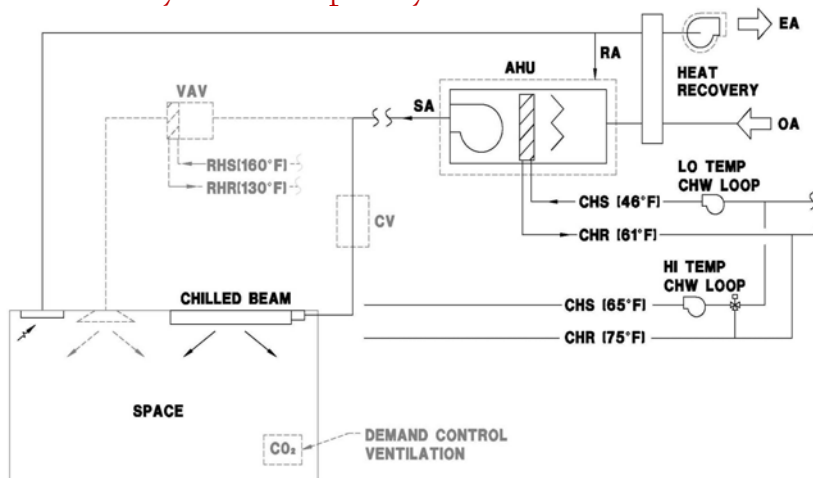 EA
RA
AHU
HEAT
RECOVERY
VAV
SA
OA
RHS(160°F)
RHR(130°F)
LO TEMP
CHW LOOP
CHS (46°F)
CV
CHR (61°F)
HI TEMP
CHW LOOP
CHILLED BEAM
CHS (65°F)
CHR (75°F)
SPACE
CO₂
DEMAND CONTROL
VENTILATION